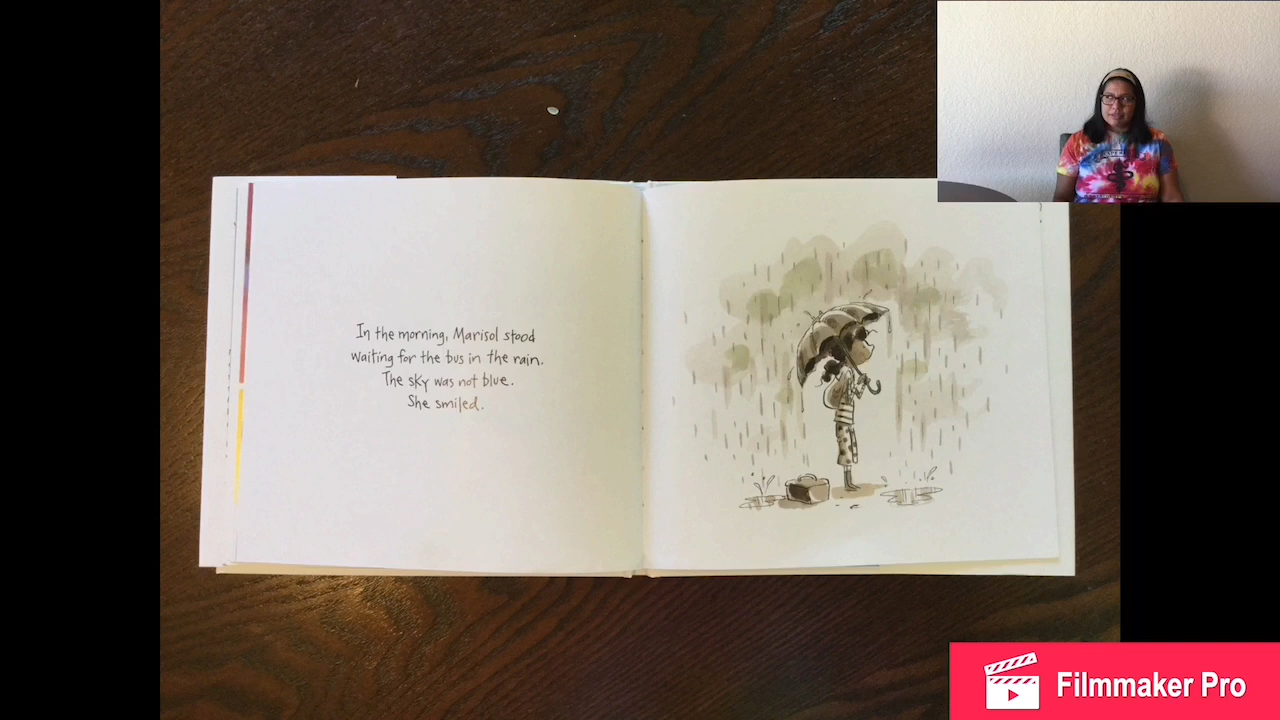 In the morning, Marisol stood
waiting for the bus in the rain.
The sky was not blue.
She smiled.
Filmmaker Pro